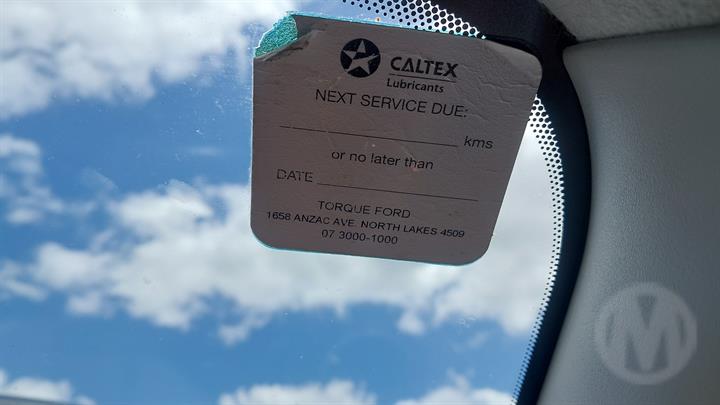 CALTEX
Lubricants
NEXT SERVICE DUE:
kms
or no later than
DATE
TORQUE FORD
1658 ANZAC AVE. NORTH LAKES 4509
07 3000-1000
M